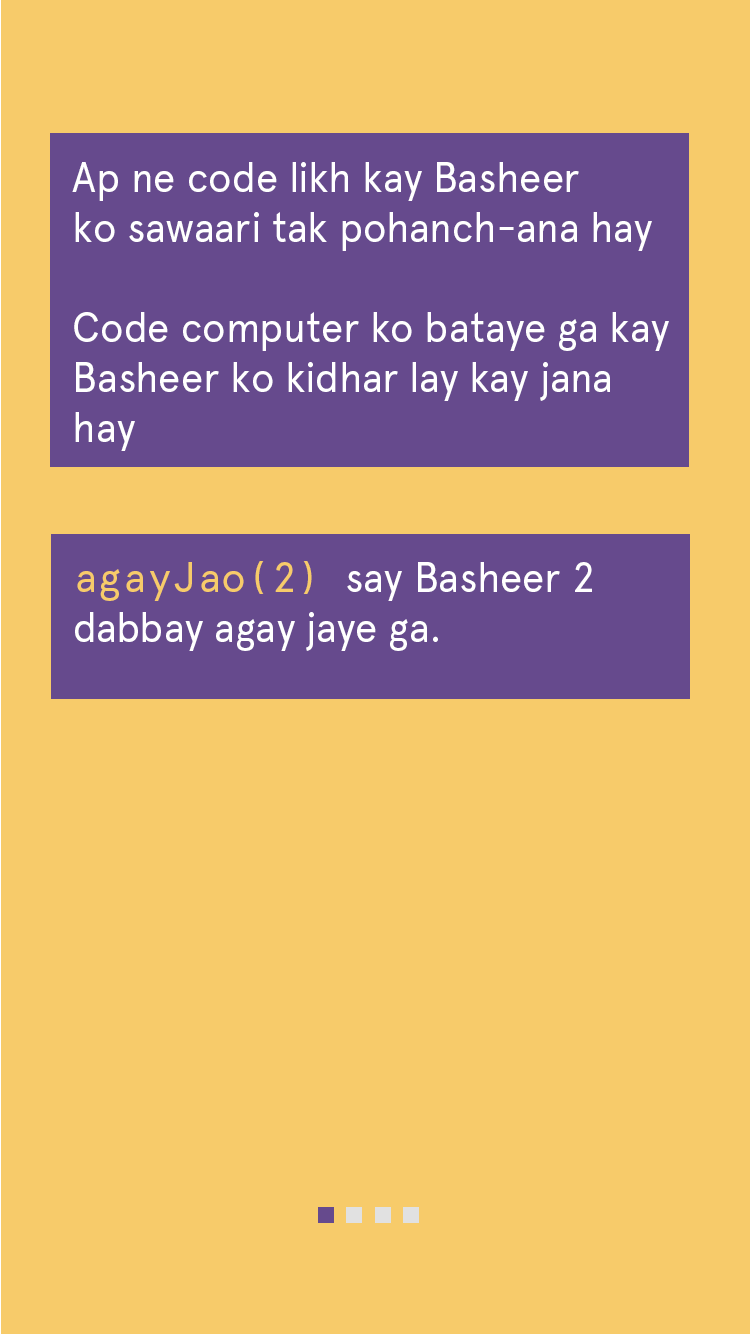 Ap ne code likh kay Basheer
ko sawaari tak pohanch-ana hay
Code computer ko bataye ga kay
Basheer ko kidhar lay kay jana
hay
agayJao(2) say Basheer 2
dabbay agay jaye ga.